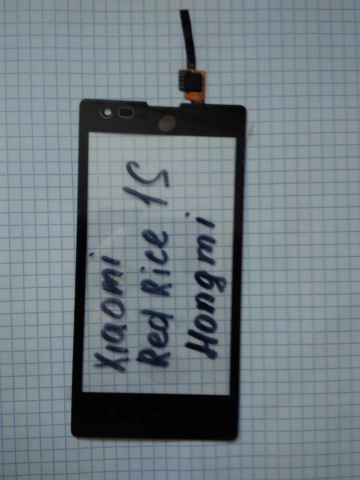 Xiaomi
Red Rice 1S
Hongmi